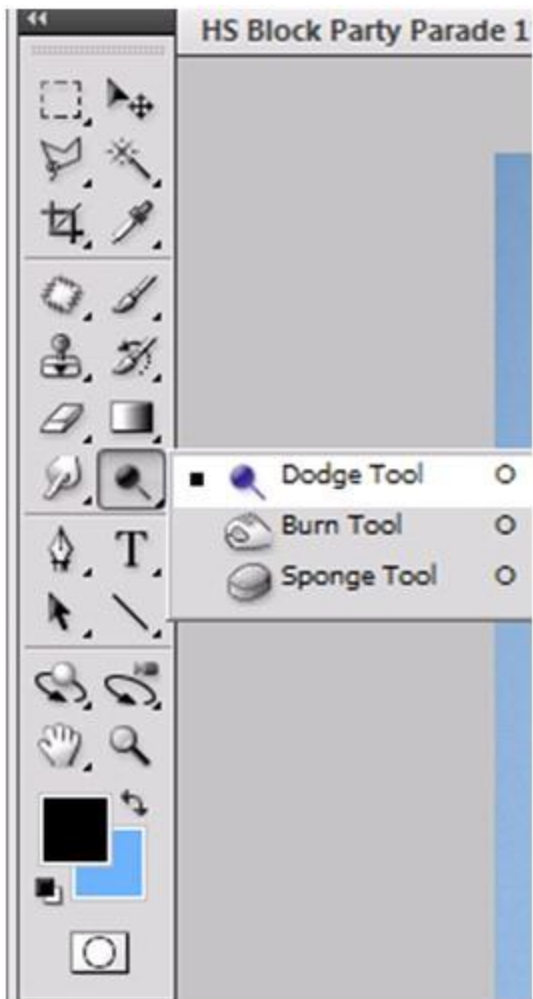 HS Block Party Parade 1
T
Dodge Tool O
Burn Tool O
Sponge Tool O